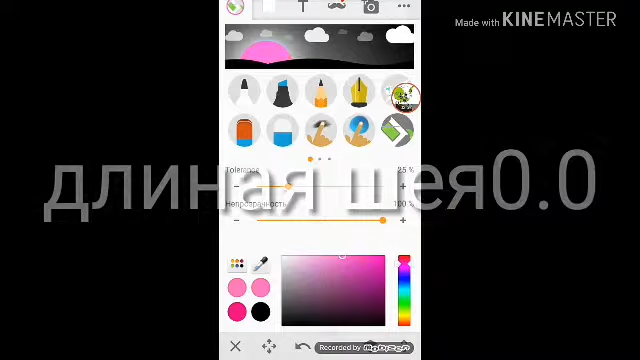 Made with KINEMASTER
T
Tolerance 25 %
длиная шея0.0
Непрозрачность 100 %
Recorded by